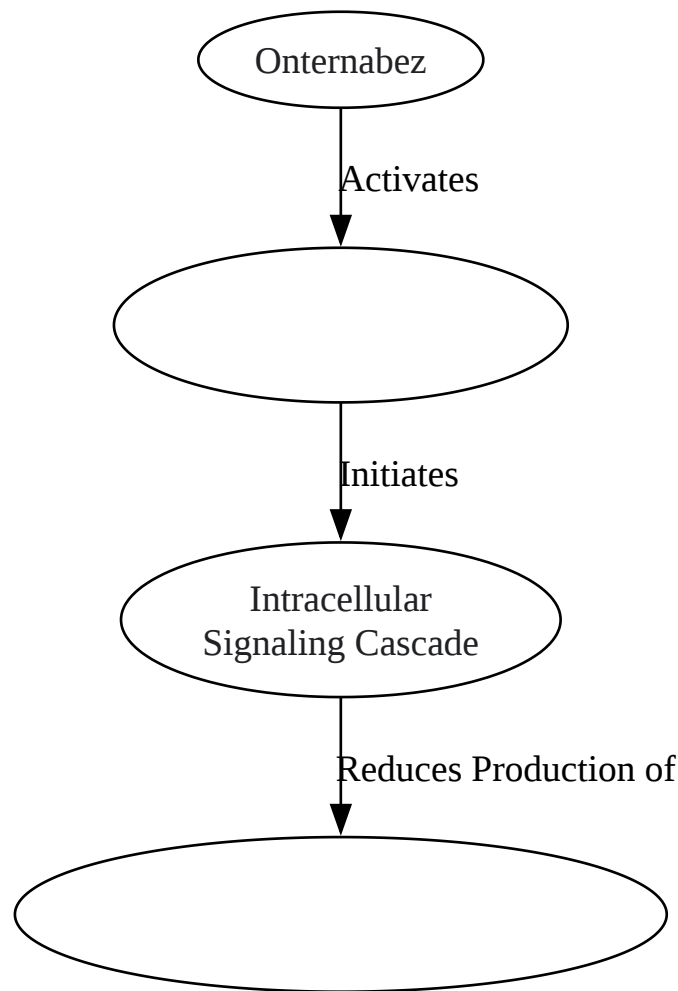 Onternabez
Activates
Initiates
Intracellular
Signaling Cascade
Reduces Production of